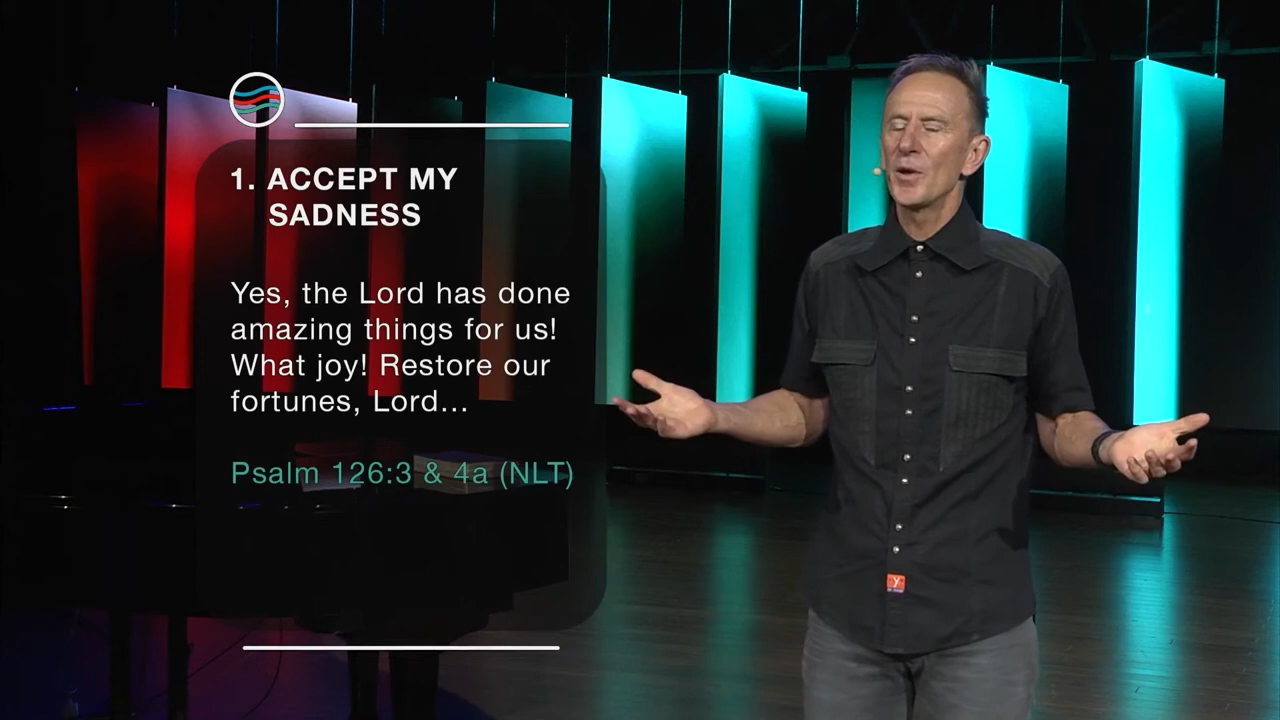 1. ACCEPT MY
SADNESS
Yes, the Lord has done
amazing things for us!
What joy! Restore our
fortunes, Lord...
Psalm 126:3 & 4a (NLT)